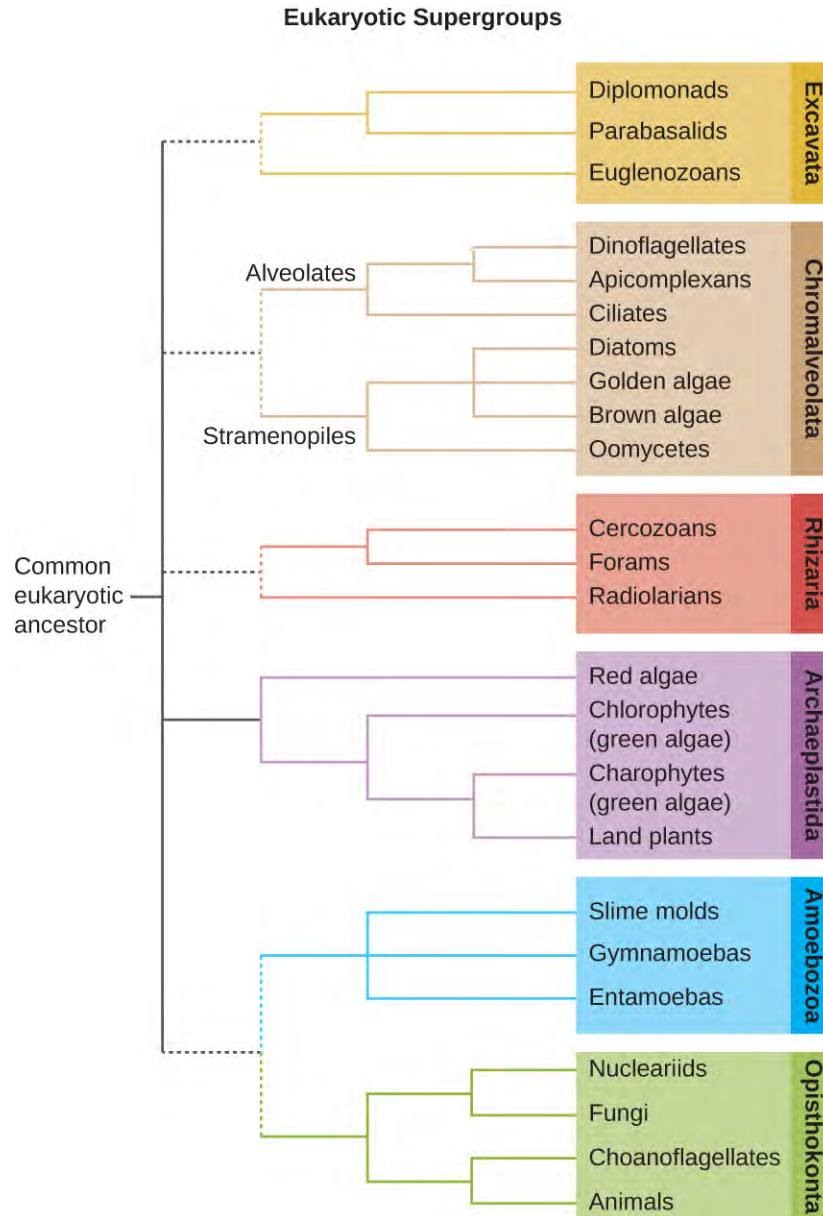 Eukaryotic Supergroups
Diplomonads
Parabasalids
Euglenozoans
Excavata
Alveolates
Stramenopiles
Dinoflagellates
Apicomplexans
Ciliates
Diatoms
Golden algae
Brown algae
Oomycetes
Chromalveolata
Common
eukaryotic
ancestor
Cercozoans
Forams
Radiolarians
Rhizaria
Red algae
Chlorophytes
(green algae)
Charophytes
(green algae)
Land plants
Archaeplastida
Slime molds
Gymnamoebas
Entamoebas
Amoebozoa
Nucleariids
Fungi
Choanoflagellates
Animals
Opisthokonta